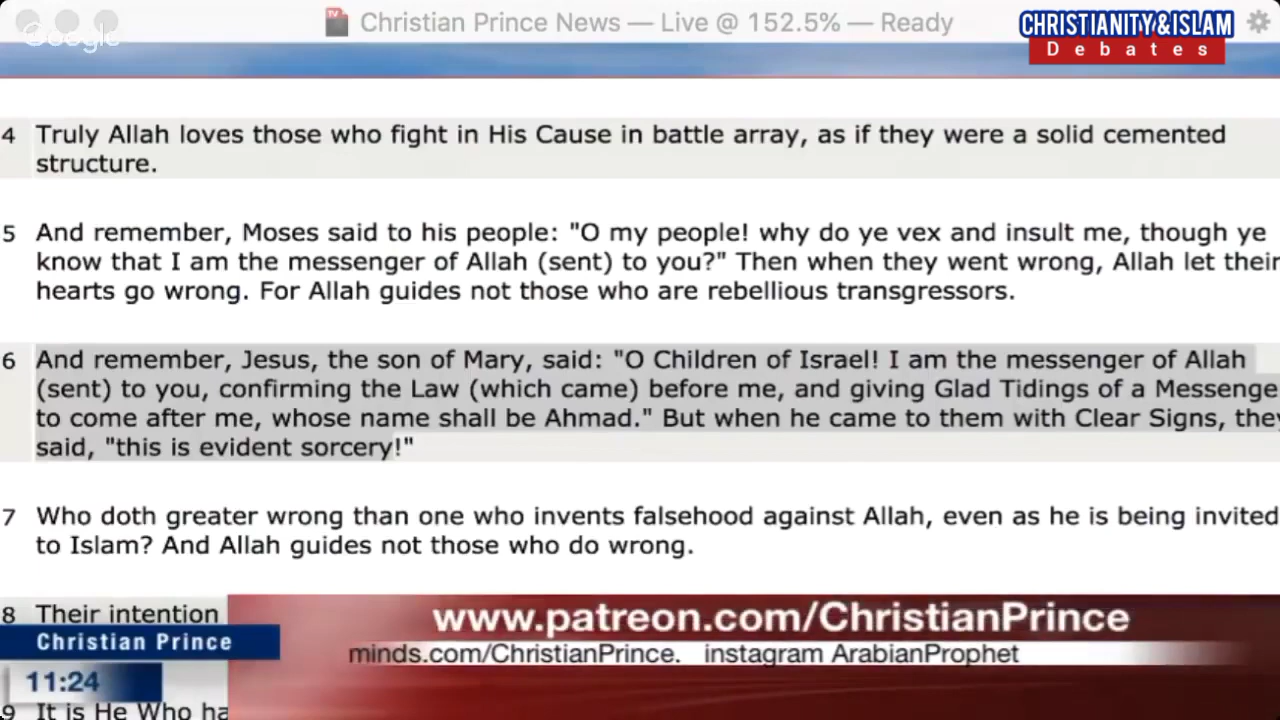 Google
Christian Prince News — Live @ 152.5% — Ready
CHRISTIANITY&ISLAM
Debates
4 Truly Allah loves those who fight in His Cause in battle array, as if they were a solid cemented
structure.
5 And remember, Moses said to his people: "O my people! why do ye vex and insult me, though ye
know that I am the messenger of Allah (sent) to you?" Then when they went wrong, Allah let their
hearts go wrong. For Allah guides not those who are rebellious transgressors.
6 And remember, Jesus, the son of Mary, said: "O Children of Israel! I am the messenger of Allah
(sent) to you, confirming the Law (which came) before me, and giving Glad Tidings of a Messenge
to come after me, whose name shall be Ahmad." But when he came to them with Clear Signs, they
said, "this is evident sorcery!"
7 Who doth greater wrong than one who invents falsehood against Allah, even as he is being invited
to Islam? And Allah guides not those who do wrong.
8 Their intention
www.patreon.com/ChristianPrince
Christian Prince
minds.com/ChristianPrince. instagram ArabianProphet
11:24
9 It is He Who ha